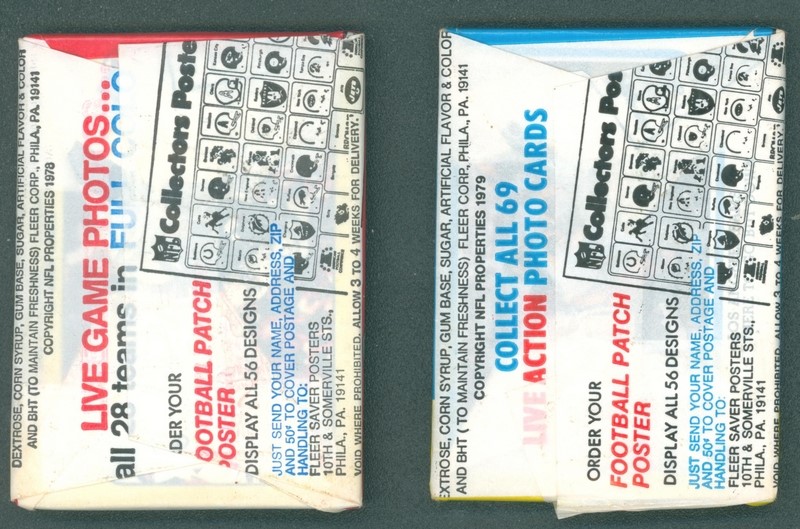 DEXTROSE, CORN SYRUP, GUM BASE, SUGAR, ARTIFICIAL FLAVOR & COLOR
AND BHT (TO MAINTAIN FRESHNESS) FLEER CORP., PHILA., PA. 19141
COPYRIGHT NFL PROPERTIES 1978
LIVE GAME PHOTOS...
all 28 teams in FULL COLO
NFL Collectors Poste
DER YOUR
OOTBALL PATCH
POSTER
DISPLAY ALL 56 DESIGNS
JUST SEND YOUR NAME, ADDRESS, ZIP
AND 50¢ TO COVER POSTAGE AND
HANDLING TO:
FLEER SAVER POSTERS
10TH & SOMERVILLE STS.,
PHILA., PA. 19141
VOID WHERE PROHIBITED. ALLOW 3 TO 4 WEEKS FOR DELIVERY.
EXTROSE, CORN SYRUP, GUM BASE, SUGAR, ARTIFICIAL FLAVOR & COLOR
AND BHT ( TO MAINTAIN FRESHNESS) FLEER CORP., PHILA., PA. 19141
COPYRIGHT NFL PROPERTIES 1979
COLLECT ALL 69
LIVE ACTION PHOTO CARDS
NFL Collectors Pos
ORDER YOUR
FOOTBALL PATCH
POSTER
DISPLAY ALL 56 DESIGNS
JUST SEND YOUR NAME, ADDRESS, ZIP
AND 50¢ TO COVER POSTAGE AND
HANDLING TO:
FLEER SAVER POSTERS
10TH & SOMERVILLE STS.,
PHILA., PA. 19141
VOID WHERE PROHIBITED. ALLOW 3 TO 4 WEEKS FOR DELIVERY.